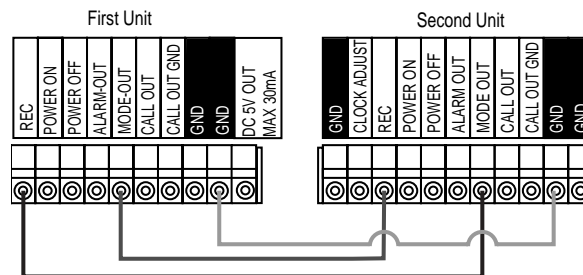 First Unit
REC
POWER ON
POWER OFF
ALARM-OUT
MODE-OUT
CALL OUT
CALL OUT GND
GND
GND
DC 5V OUT
MAX 30mA
Second Unit
GND
CLOCK ADJUST
REC
POWER ON
POWER OFF
ALARM OUT
MODE OUT
CALL OUT
CALL OUT GND
GND
GND